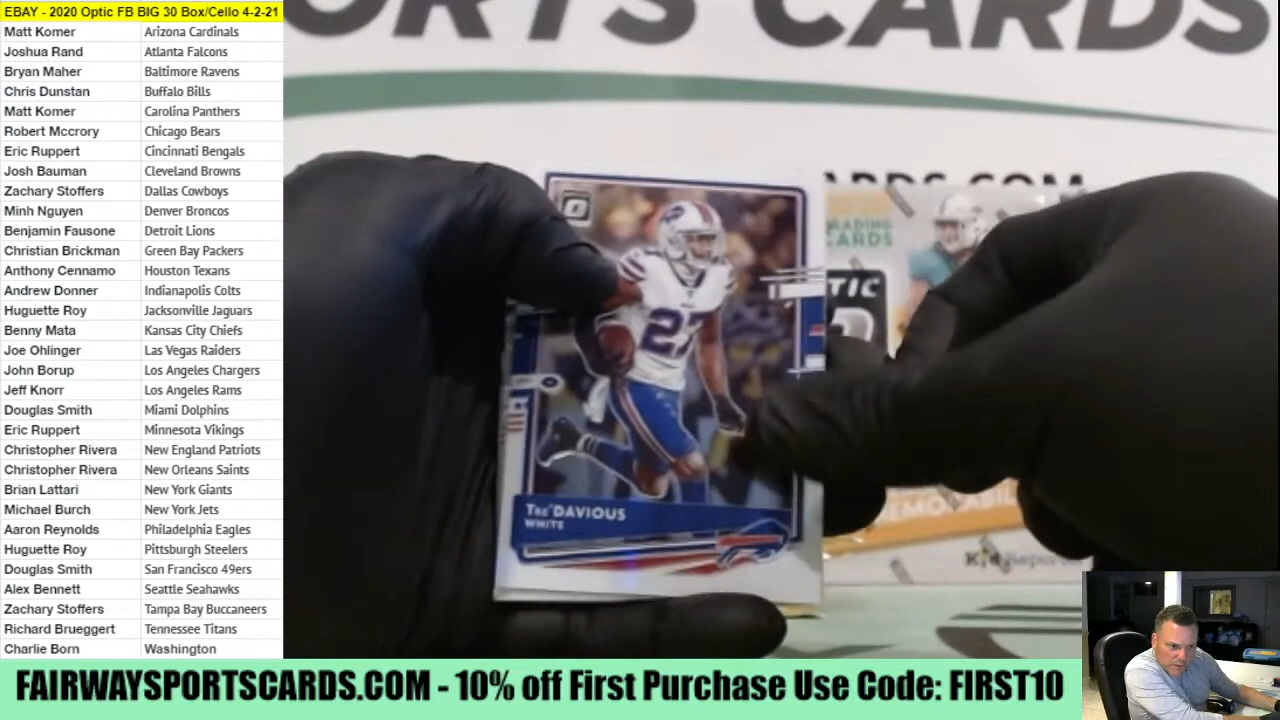 EBAY - 2020 Optic FB BIG 30 Box/Cello 4-2-21
Matt Komer Arizona Cardinals
Joshua Rand Atlanta Falcons
Bryan Maher Baltimore Ravens
Chris Dunstan Buffalo Bills
Matt Komer Carolina Panthers
Robert Mccrory Chicago Bears
Eric Ruppert Cincinnati Bengals
Josh Bauman Cleveland Browns
Zachary Stoffers Dallas Cowboys
Minh Nguyen Denver Broncos
Benjamin Fausone Detroit Lions
Christian Brickman Green Bay Packers
Anthony Cennamo Houston Texans
Andrew Donner Indianapolis Colts
Huguette Roy Jacksonville Jaguars
Benny Mata Kansas City Chiefs
Joe Ohlinger Las Vegas Raiders
John Borup Los Angeles Chargers
Jeff Knorr Los Angeles Rams
Douglas Smith Miami Dolphins
Eric Ruppert Minnesota Vikings
Christopher Rivera New England Patriots
Christopher Rivera New Orleans Saints
Brian Lattari New York Giants
Michael Burch New York Jets
Aaron Reynolds Philadelphia Eagles
Huguette Roy Pittsburgh Steelers
Douglas Smith San Francisco 49ers
Alex Bennett Seattle Seahawks
Zachary Stoffers Tampa Bay Buccaneers
Richard Brueggert Tennessee Titans
Charlie Born Washington
ORTS CARDS
ARDS.COM
CARDS
TIC
27
TRE'DAVIOUS
WHITE
MEMORABIL
FAIRWAYSPORTSCARDS.COM - 10% off First Purchase Use Code: FIRST10